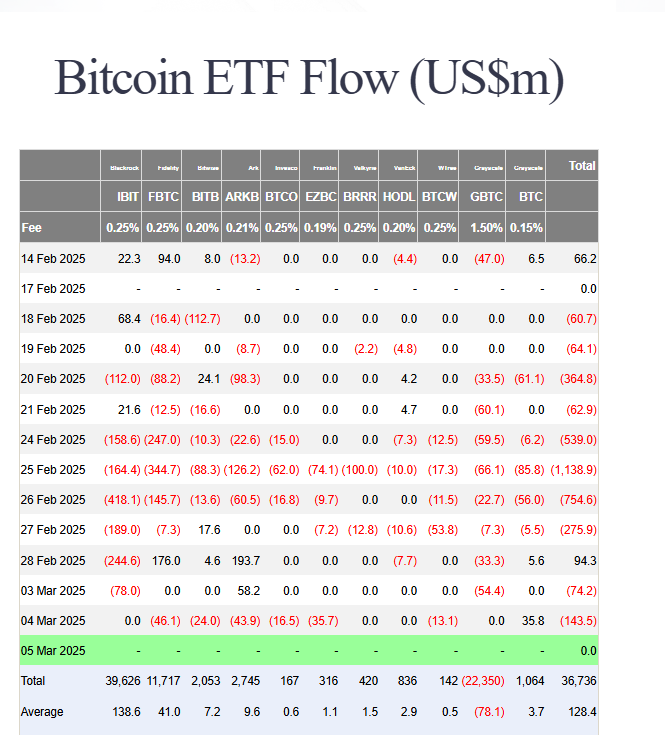 Bitcoin ETF Flow (US$m)
Blackrock Fidelity Bitwise Ark Invesco Franklin Valkyrie VanEck WTree Grayscale Grayscale Total
IBIT FBTC BITB ARKB BTCO EZBC BRRR HODL BTCW GBTC BTC
Fee 0.25% 0.25% 0.20% 0.21% 0.25% 0.19% 0.25% 0.20% 0.25% 1.50% 0.15%
14 Feb 2025 22.3 94.0 8.0 (13.2) 0.0 0.0 0.0 (4.4) 0.0 (47.0) 6.5 66.2
17 Feb 2025 - - - - - - - - - - - 0.0
18 Feb 2025 68.4 (16.4) (112.7) 0.0 0.0 0.0 0.0 0.0 0.0 0.0 0.0 (60.7)
19 Feb 2025 0.0 (48.4) 0.0 (8.7) 0.0 0.0 (2.2) (4.8) 0.0 0.0 0.0 (64.1)
20 Feb 2025 (112.0) (88.2) 24.1 (98.3) 0.0 0.0 0.0 4.2 0.0 (33.5) (61.1) (364.8)
21 Feb 2025 21.6 (12.5) (16.6) 0.0 0.0 0.0 0.0 4.7 0.0 (60.1) 0.0 (62.9)
24 Feb 2025 (158.6) (247.0) (10.3) (22.6) (15.0) 0.0 0.0 (7.3) (12.5) (59.5) (6.2) (539.0)
25 Feb 2025 (164.4) (344.7) (88.3) (126.2) (62.0) (74.1) (100.0) (10.0) (17.3) (66.1) (85.8) (1,138.9)
26 Feb 2025 (418.1) (145.7) (13.6) (60.5) (16.8) (9.7) 0.0 0.0 (11.5) (22.7) (56.0) (754.6)
27 Feb 2025 (189.0) (7.3) 17.6 0.0 0.0 (7.2) (12.8) (10.6) (53.8) (7.3) (5.5) (275.9)
28 Feb 2025 (244.6) 176.0 4.6 193.7 0.0 0.0 0.0 (7.7) 0.0 (33.3) 5.6 94.3
03 Mar 2025 (78.0) 0.0 0.0 58.2 0.0 0.0 0.0 0.0 0.0 (54.4) 0.0 (74.2)
04 Mar 2025 0.0 (46.1) (24.0) (43.9) (16.5) (35.7) 0.0 0.0 (13.1) 0.0 35.8 (143.5)
05 Mar 2025 - - - - - - - - - - - 0.0
Total 39,626 11,717 2,053 2,745 167 316 420 836 142 (22,350) 1,064 36,736
Average 138.6 41.0 7.2 9.6 0.6 1.1 1.5 2.9 0.5 (78.1) 3.7 128.4